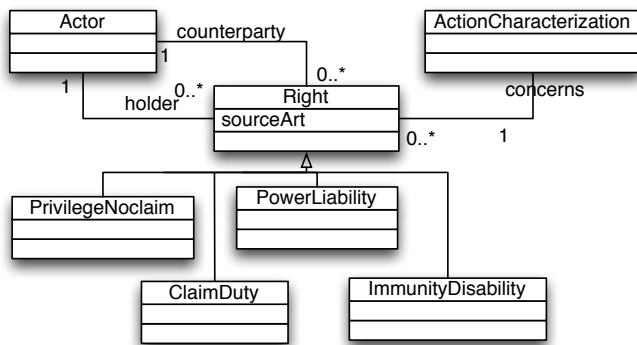 Actor
counterparty
ActionCharacterization
1
1
0..*
0..*
holder
Right
concerns
sourceArt
0..*
1
PrivilegeNoclaim
PowerLiability
ClaimDuty
ImmunityDisability